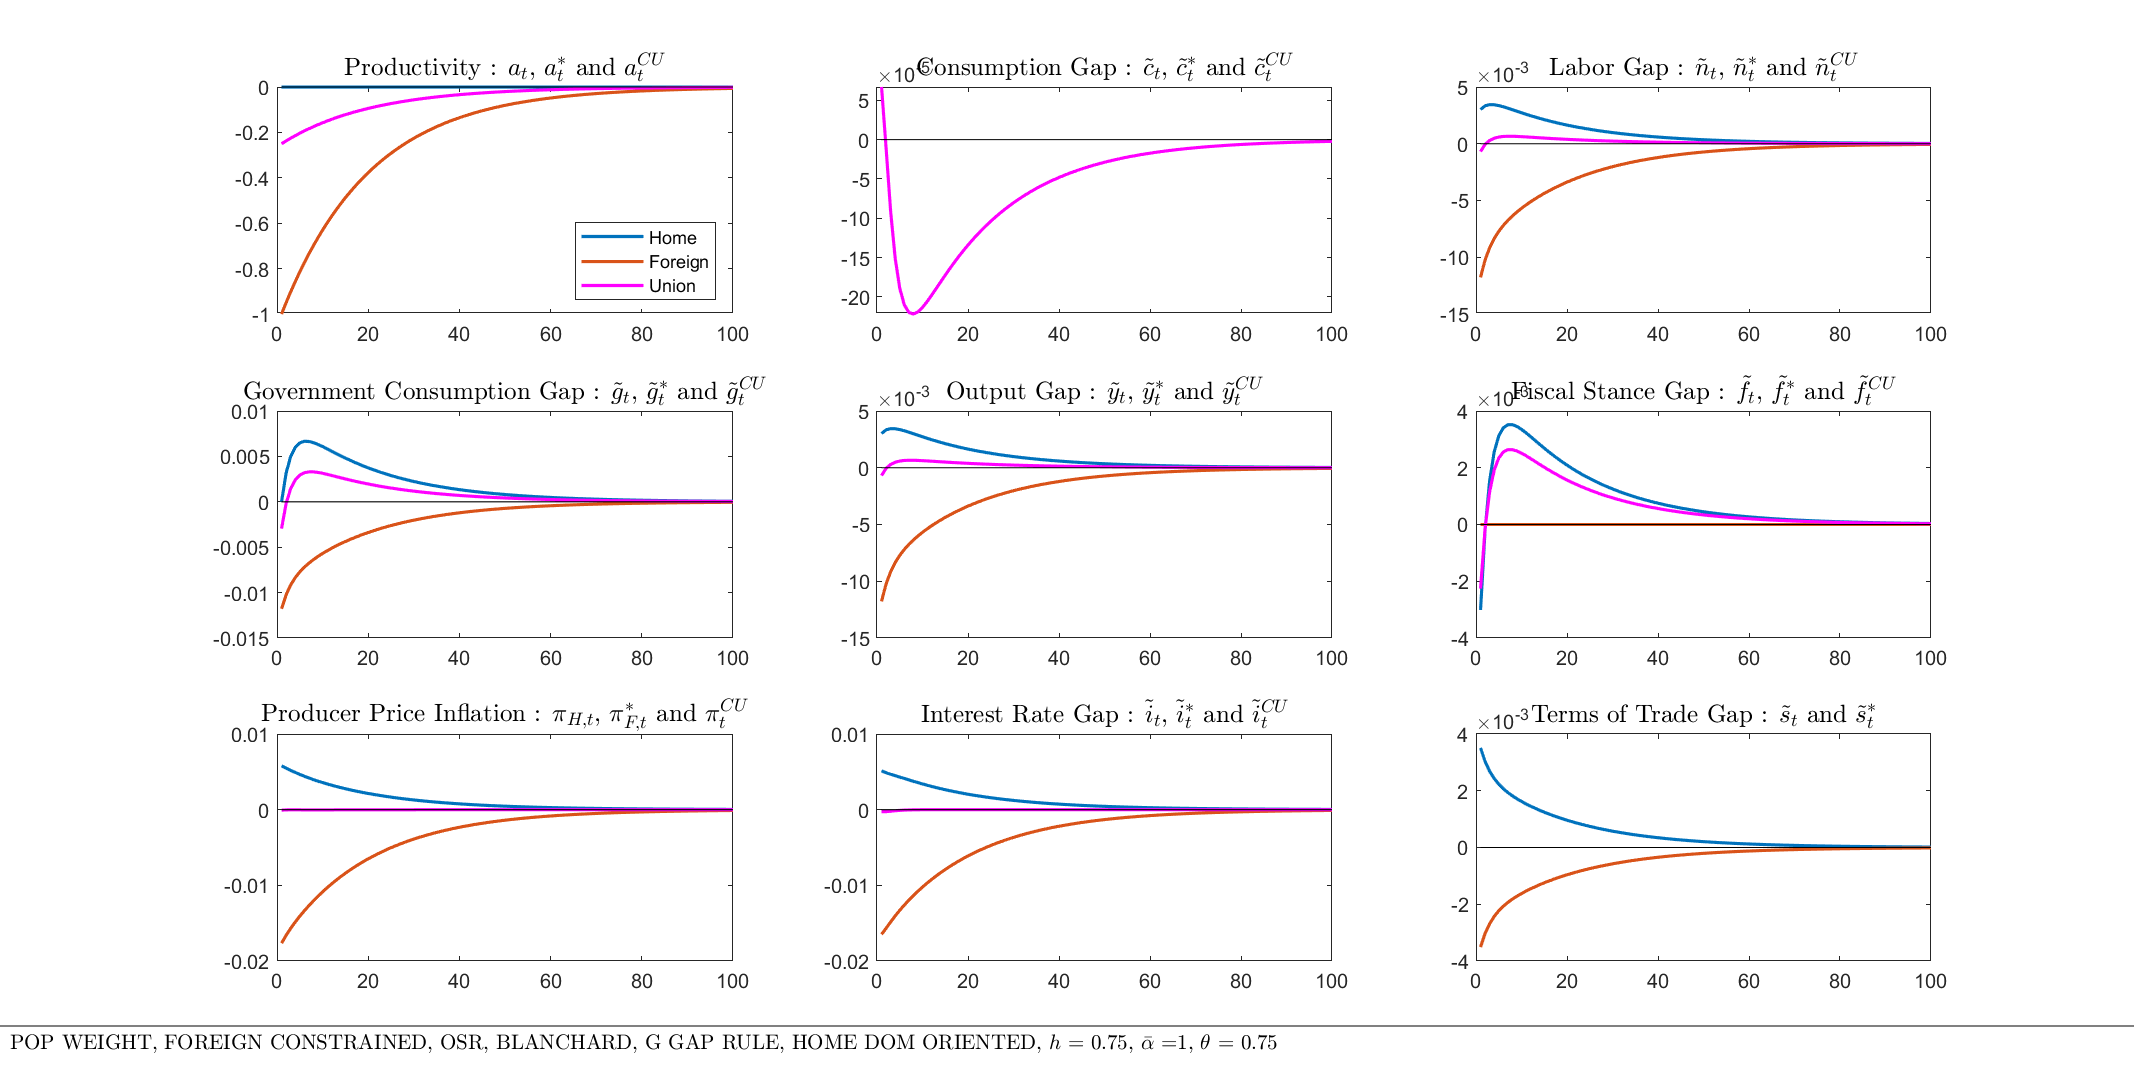 Productivity : a_t, a_t^* and a_t^{CU}
0
-0.2
-0.4
-0.6
-0.8
-1
0 20 40 60 80 100
Home
Foreign
Union
×10^{-5}
Consumption Gap : c̃_t, c̃_t^* and c̃_t^{CU}
5
0
-5
-10
-15
-20
0 20 40 60 80 100
×10^{-3}
Labor Gap : ñ_t, ñ_t^* and ñ_t^{CU}
5
0
-5
-10
-15
0 20 40 60 80 100
Government Consumption Gap : g̃_t, g̃_t^* and g̃_t^{CU}
0.01
0.005
0
-0.005
-0.01
-0.015
0 20 40 60 80 100
×10^{-3}
Output Gap : ỹ_t, ỹ_t^* and ỹ_t^{CU}
5
0
-5
-10
-15
0 20 40 60 80 100
×10^{-3}
Fiscal Stance Gap : f̃_t, f̃_t^* and f̃_t^{CU}
4
2
0
-2
-4
0 20 40 60 80 100
Producer Price Inflation : π_{H,t}, π_{F,t}^* and π_t^{CU}
0.01
0
-0.01
-0.02
0 20 40 60 80 100
Interest Rate Gap : ĩ_t, ĩ_t^* and ĩ_t^{CU}
0.01
0
-0.01
-0.02
0 20 40 60 80 100
×10^{-3}
Terms of Trade Gap : s̃_t and s̃_t^*
4
2
0
-2
-4
0 20 40 60 80 100
POP WEIGHT, FOREIGN CONSTRAINED, OSR, BLANCHARD, G GAP RULE, HOME DOM ORIENTED, h = 0.75, ᾱ =1, θ = 0.75